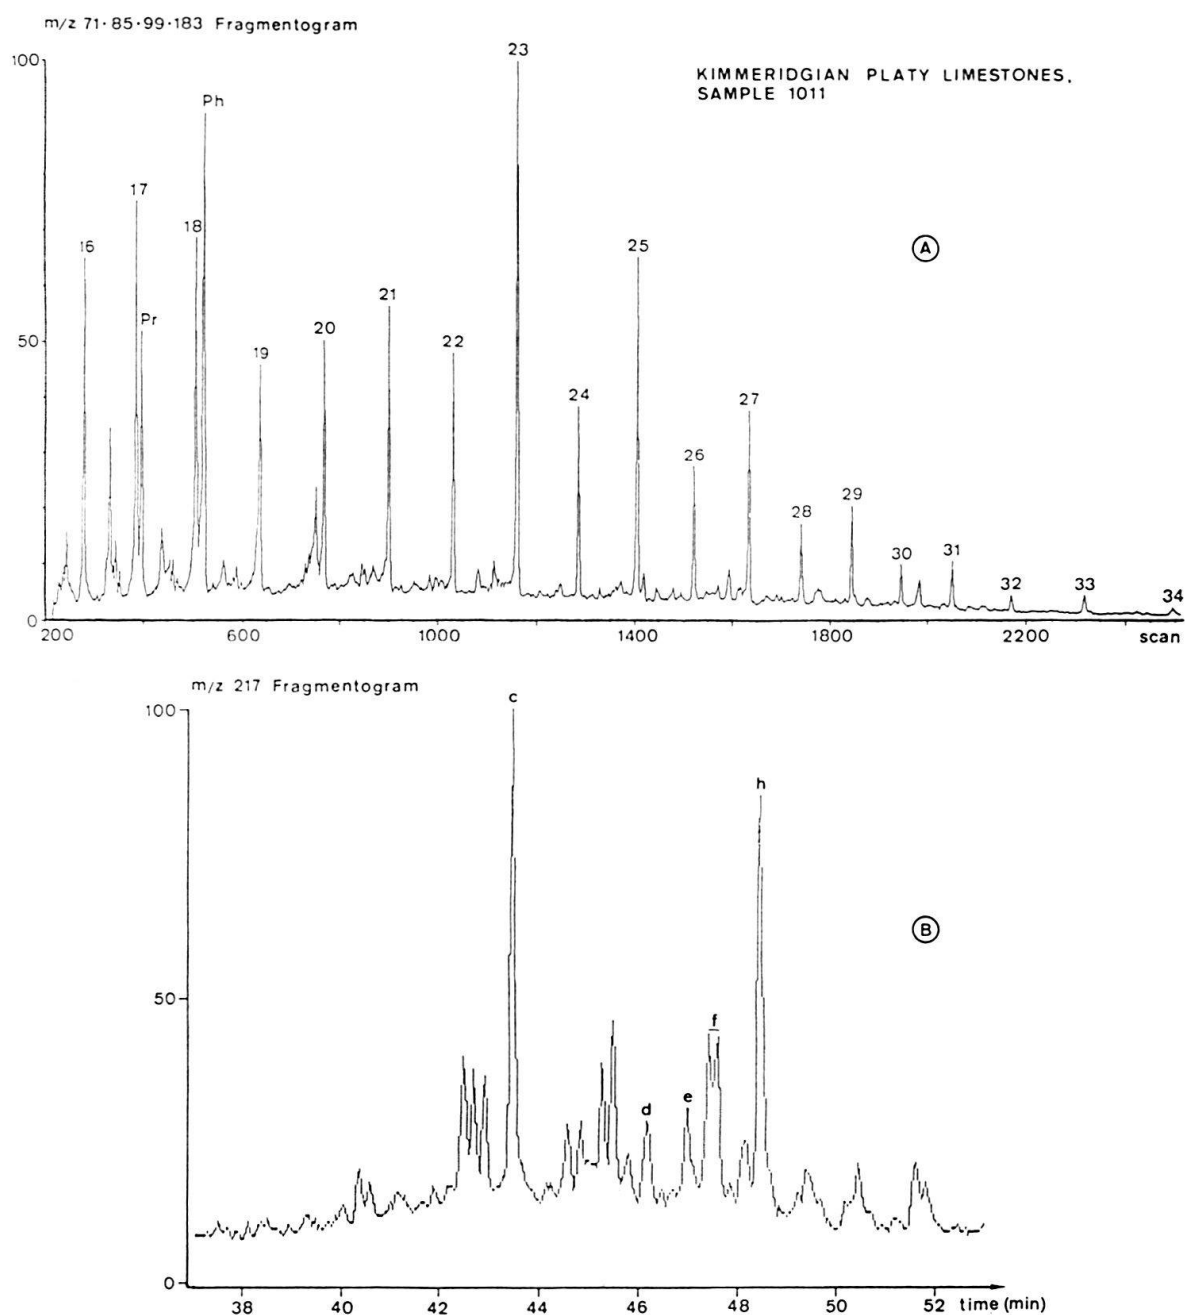 m/z 71·85·99·183 Fragmentogram
KIMMERIDGIAN PLATY LIMESTONES,
SAMPLE 1011
100
50
0
16
17
Pr
18
Ph
19
20
21
22
23
24
25
26
27
28
29
30
31
32
33
34
A
200 600 1000 1400 1800 2200 scan
m/z 217 Fragmentogram
100
50
0
c
d
e
f
h
B
38 40 42 44 46 48 50 52 time (min)